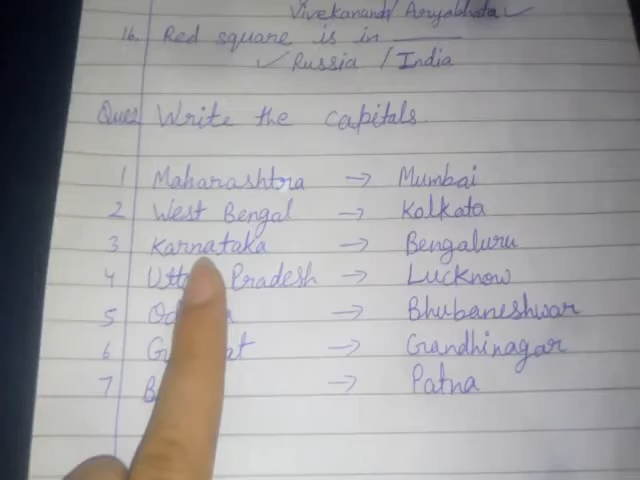 Vivekanand/ Aryabhata ✓
16. Red square is in ______
✓ Russia / India
Ques Write the capitals.
1 Maharashtra → Mumbai
2 West Bengal → Kolkata
3 Karnataka → Bengaluru
4 Pradesh → Lucknow
5 → Bhubaneshwar
6 → Gandhinagar
7 → Patna